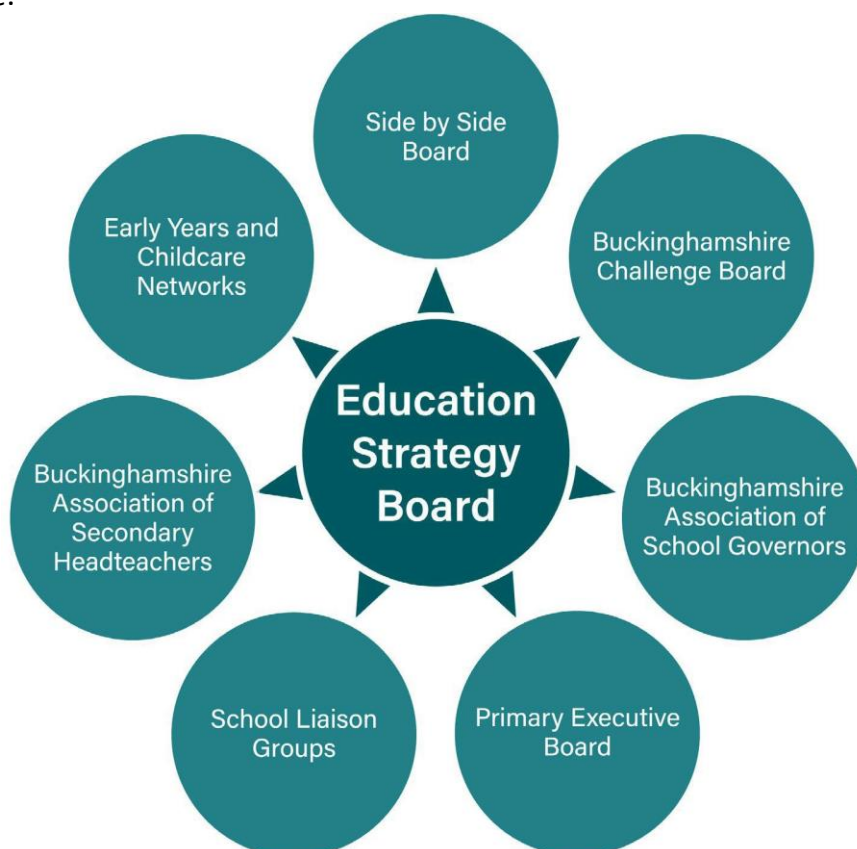 Side by Side
Board
Early Years and
Childcare
Networks
Buckinghamshire
Challenge Board
Education
Strategy
Board
Buckinghamshire
Association of
Secondary
Headteachers
Buckinghamshire
Association of
School Governors
School Liaison
Groups
Primary Executive
Board